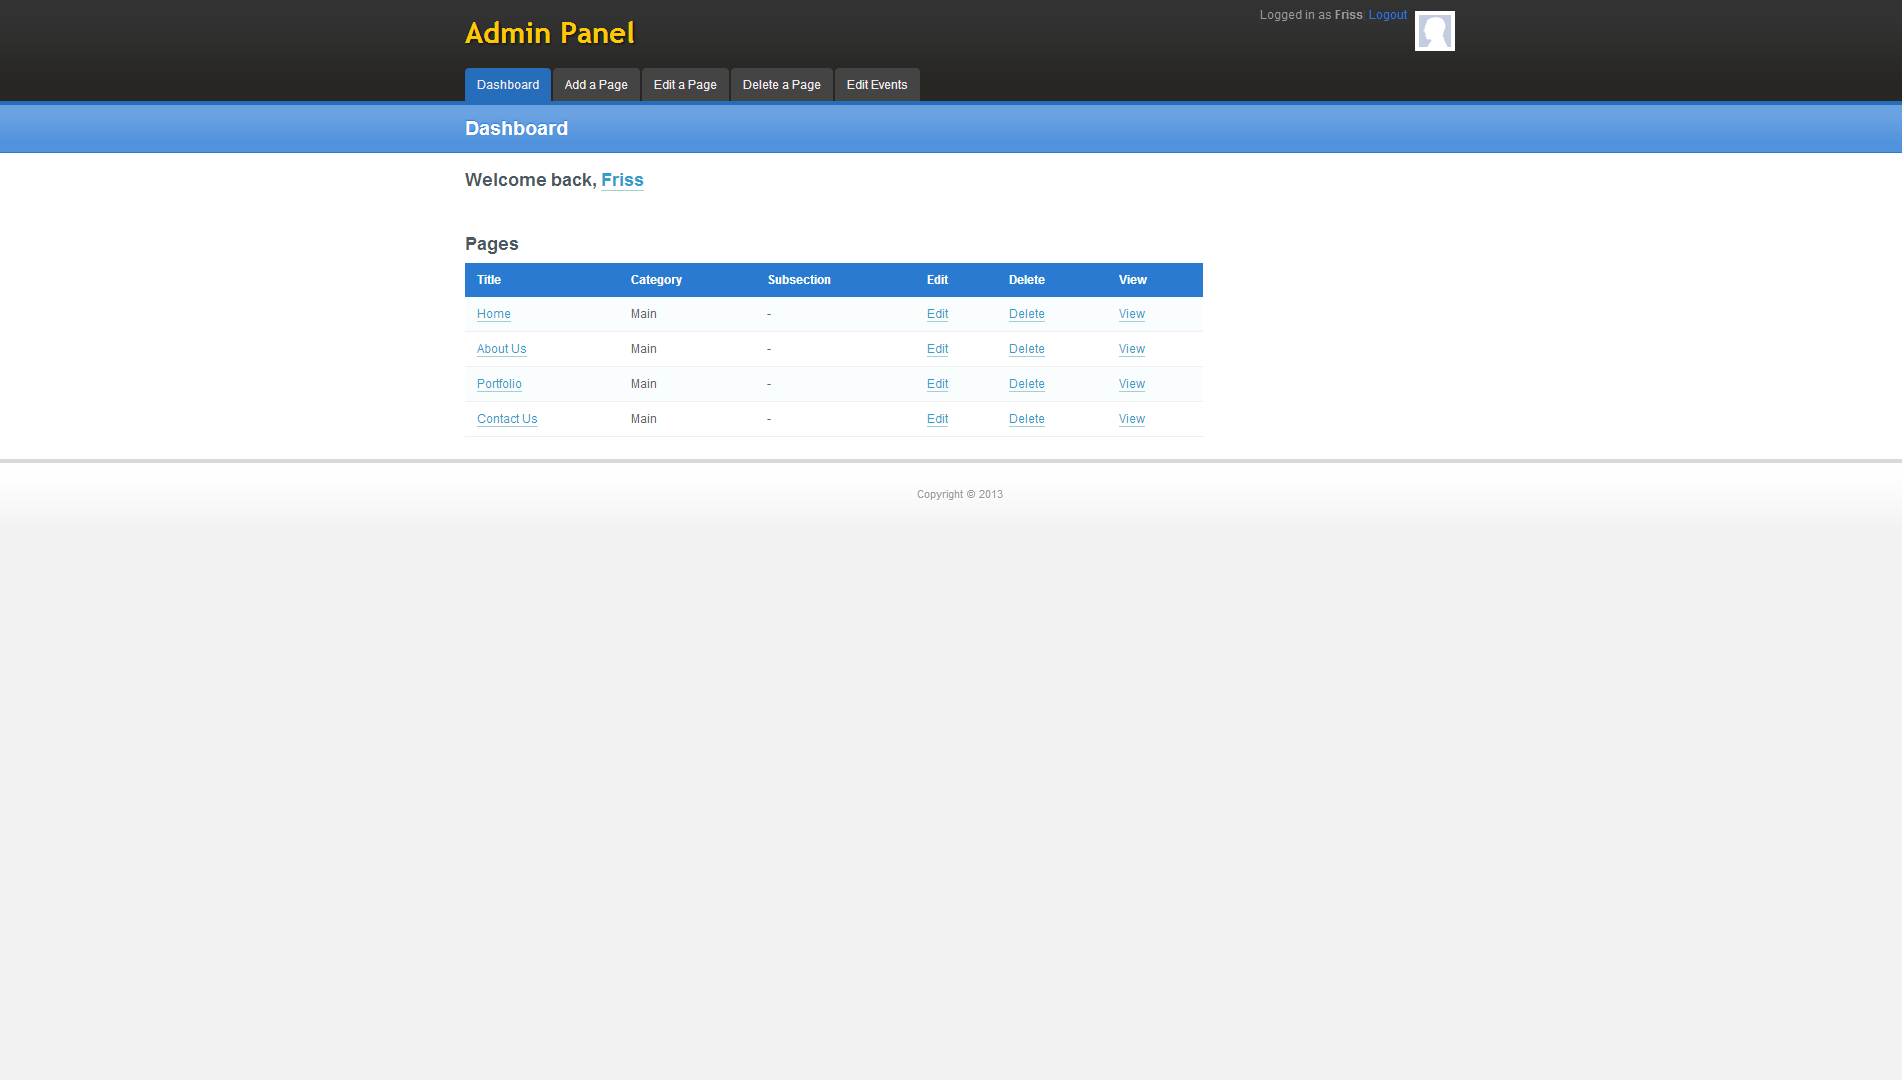 Logged in as Friss| Logout
Admin Panel
Dashboard Add a Page Edit a Page Delete a Page Edit Events
Dashboard
Welcome back, Friss
Pages
Title Category Subsection Edit Delete View
Home Main - Edit Delete View
About Us Main - Edit Delete View
Portfolio Main - Edit Delete View
Contact Us Main - Edit Delete View
Copyright © 2013